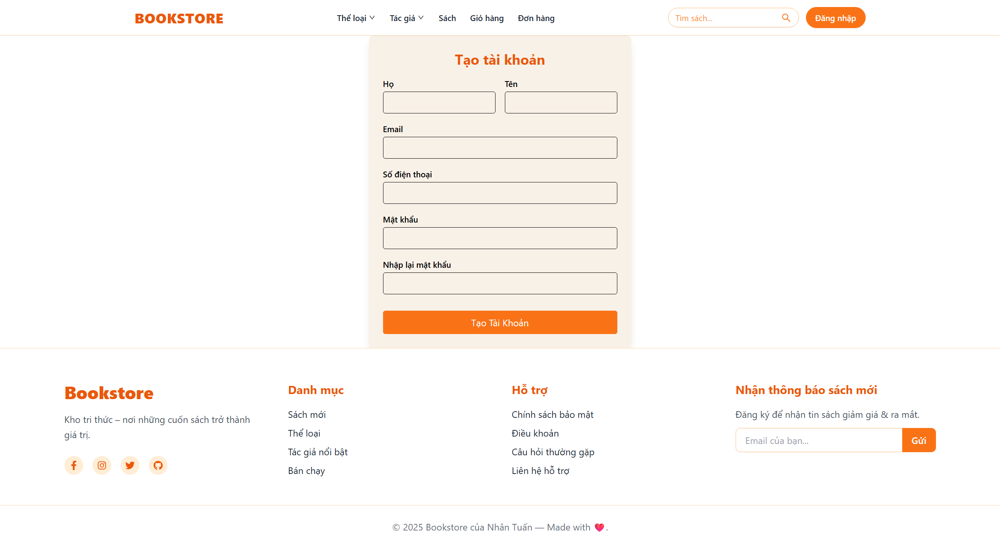 BOOKSTORE
Thể loại
Tác giả
Sách
Giỏ hàng
Đơn hàng
Tìm sách...
Đăng nhập
Tạo tài khoản
Họ
Tên
Email
Số điện thoại
Mật khẩu
Nhập lại mật khẩu
Tạo Tài Khoản
Bookstore
Kho tri thức – nơi những cuốn sách trở thành
giá trị.
Danh mục
Sách mới
Thể loại
Tác giả nổi bật
Bán chạy
Hỗ trợ
Chính sách bảo mật
Điều khoản
Câu hỏi thường gặp
Liên hệ hỗ trợ
Nhận thông báo sách mới
Đăng ký để nhận tin sách giảm giá & ra mắt.
Email của bạn...
Gửi
© 2025 Bookstore của Nhân Tuấn — Made with ❤️.